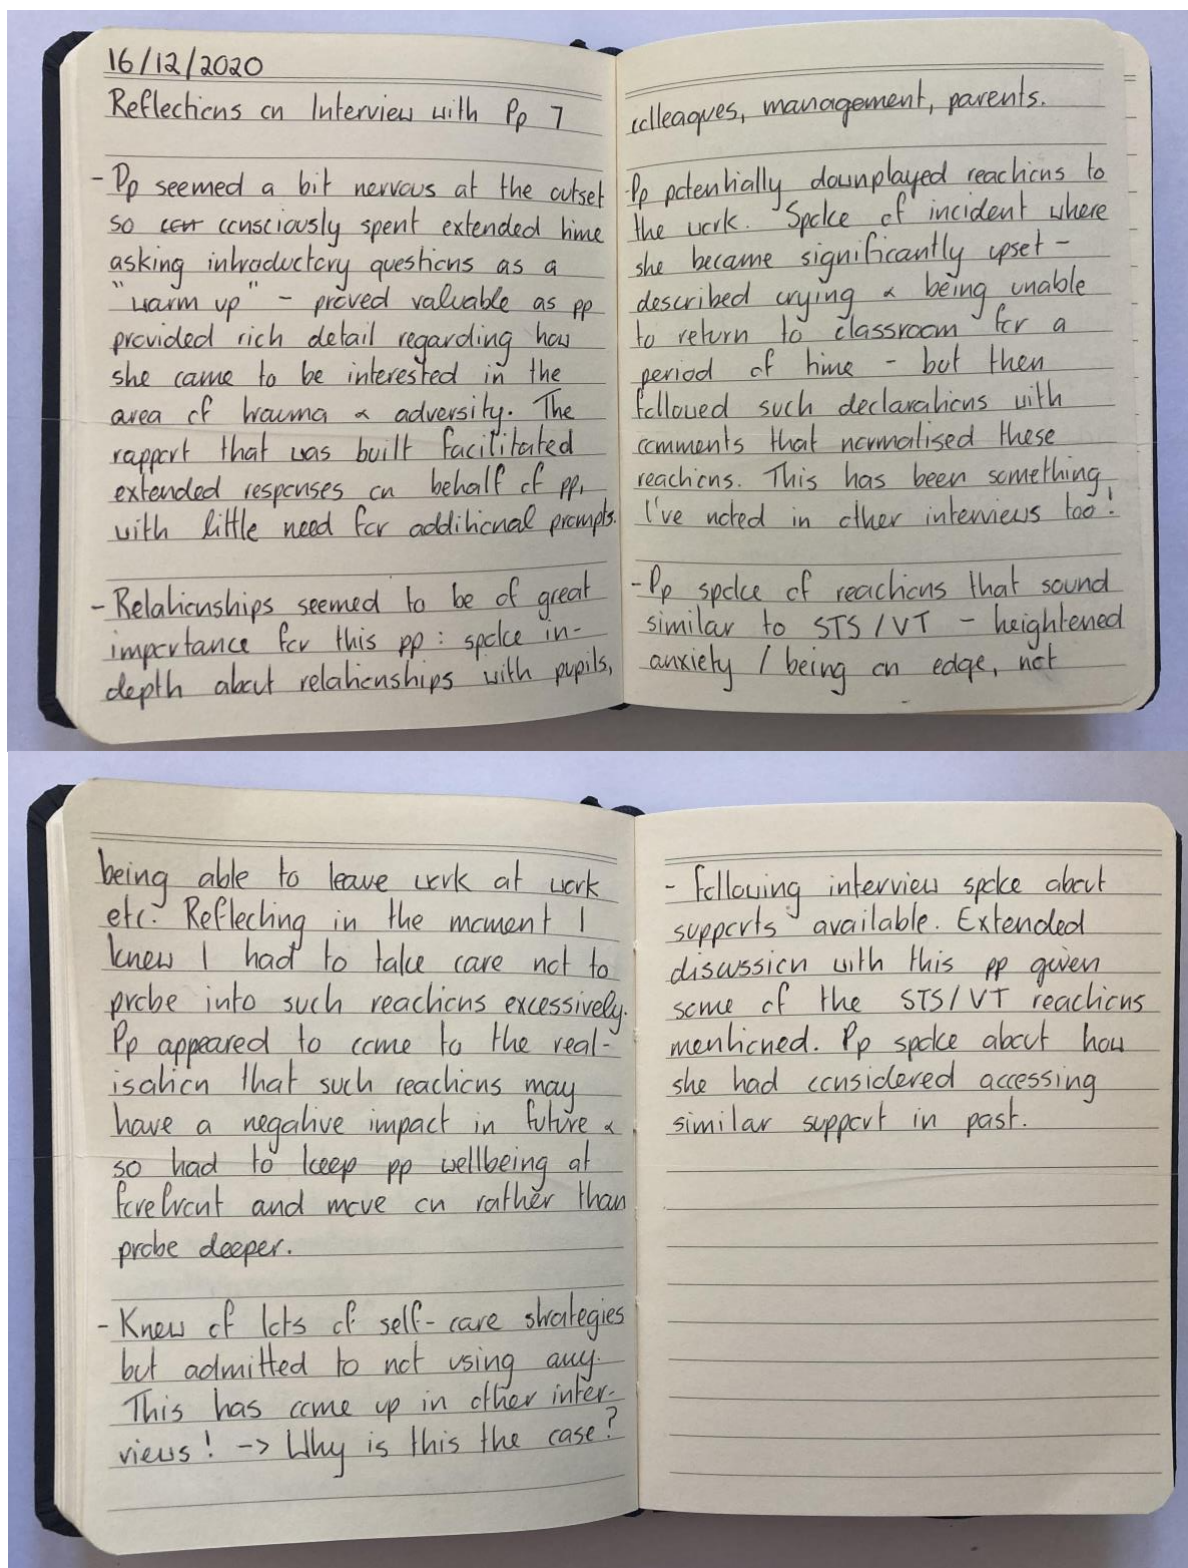 16/12/2020
Reflections on Interview with Pp 7
- Pp seemed a bit nervous at the outset
so consciously spent extended time
asking introductory questions as a
"warm up" - proved valuable as pp
provided rich detail regarding how
she came to be interested in the
area of trauma & adversity. The
rapport that was built facilitated
extended responses on behalf of pp,
with little need for additional prompts.
- Relationships seemed to be of great
importance for this pp : spoke in-
depth about relationships with pupils,
colleagues, management, parents.
- Pp potentially downplayed reactions to
the work. Spoke of incident where
she became significantly upset -
described crying & being unable
to return to classroom for a
period of time - but then
followed such declarations with
comments that normalised these
reactions. This has been something
I've noted in other interviews too!
- Pp spoke of reactions that sound
similar to STS / VT - heightened
anxiety / being on edge, not
being able to leave work at work
etc. Reflecting in the moment I
knew I had to take care not to
probe into such reactions excessively.
Pp appeared to come to the real-
isation that such reactions may
have a negative impact in future &
so had to keep pp wellbeing at
forefront and move on rather than
probe deeper.
- Knew of lots of self-care strategies
but admitted to not using any.
This has come up in other inter-
views! -> Why is this the case?
- Following interview spoke about
supports available. Extended
discussion with this pp given
some of the STS/VT reactions
mentioned. Pp spoke about how
she had considered accessing
similar support in past.